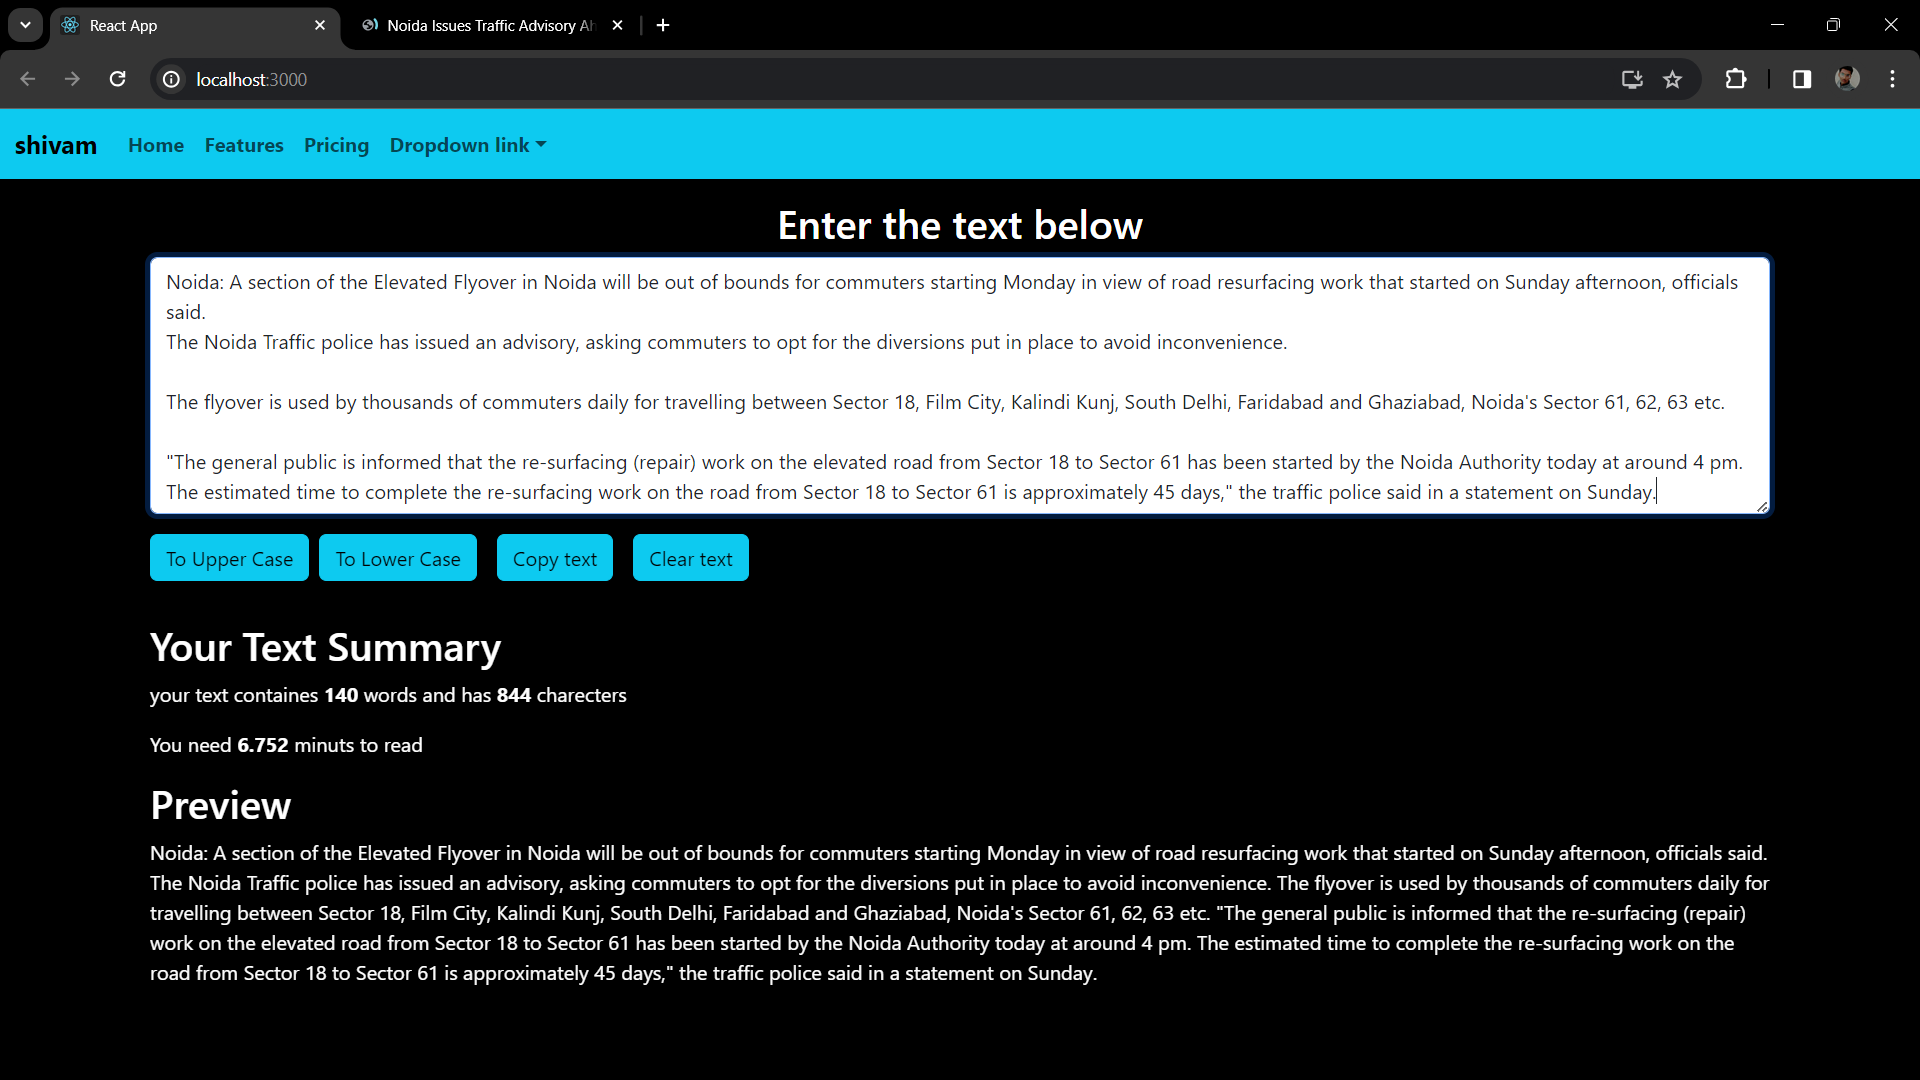 React App
Noida Issues Traffic Advisory Ah
localhost:3000
shivam Home Features Pricing Dropdown link
Enter the text below
Noida: A section of the Elevated Flyover in Noida will be out of bounds for commuters starting Monday in view of road resurfacing work that started on Sunday afternoon, officials
said.
The Noida Traffic police has issued an advisory, asking commuters to opt for the diversions put in place to avoid inconvenience.
The flyover is used by thousands of commuters daily for travelling between Sector 18, Film City, Kalindi Kunj, South Delhi, Faridabad and Ghaziabad, Noida's Sector 61, 62, 63 etc.
"The general public is informed that the re-surfacing (repair) work on the elevated road from Sector 18 to Sector 61 has been started by the Noida Authority today at around 4 pm.
The estimated time to complete the re-surfacing work on the road from Sector 18 to Sector 61 is approximately 45 days," the traffic police said in a statement on Sunday.
To Upper Case To Lower Case Copy text Clear text
Your Text Summary
your text containes 140 words and has 844 charecters
You need 6.752 minuts to read
Preview
Noida: A section of the Elevated Flyover in Noida will be out of bounds for commuters starting Monday in view of road resurfacing work that started on Sunday afternoon, officials said.
The Noida Traffic police has issued an advisory, asking commuters to opt for the diversions put in place to avoid inconvenience. The flyover is used by thousands of commuters daily for
travelling between Sector 18, Film City, Kalindi Kunj, South Delhi, Faridabad and Ghaziabad, Noida's Sector 61, 62, 63 etc. "The general public is informed that the re-surfacing (repair)
work on the elevated road from Sector 18 to Sector 61 has been started by the Noida Authority today at around 4 pm. The estimated time to complete the re-surfacing work on the
road from Sector 18 to Sector 61 is approximately 45 days," the traffic police said in a statement on Sunday.